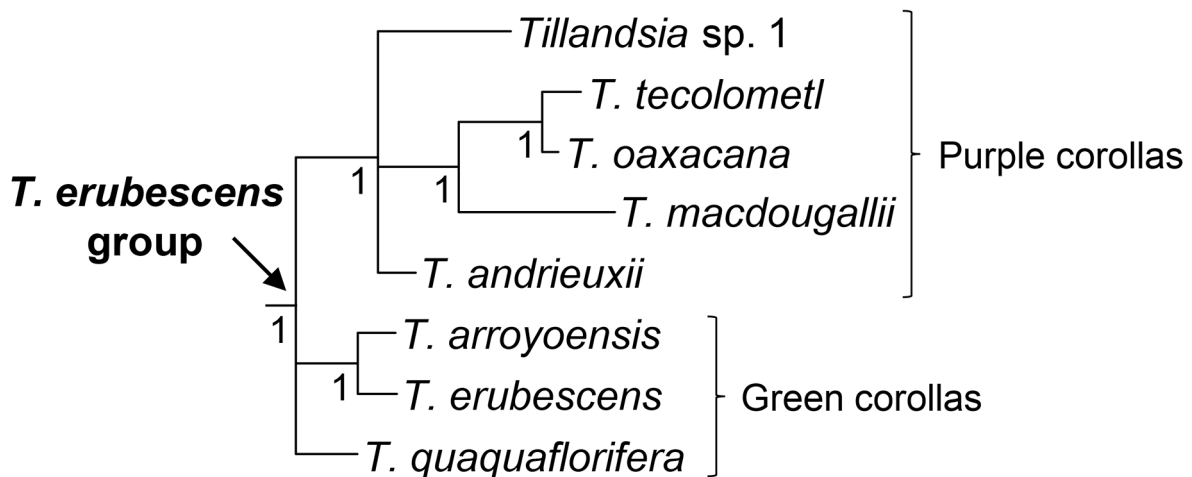 Tillandsia sp. 1
T. tecolometl
1
T. oaxacana
Purple corollas
1
1
T. erubescens
group
T. macdougallii
T. andrieuxii
1
T. arroyoensis
1
T. erubescens
Green corollas
T. quaquaflorifera